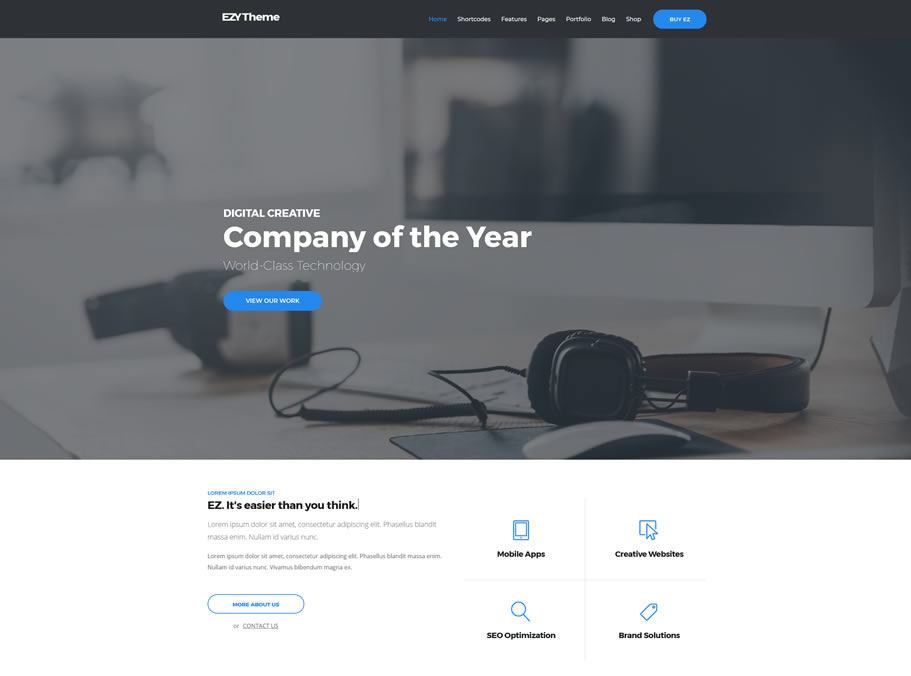 EZY Theme
Home Shortcodes Features Pages Portfolio Blog Shop BUY EZ
DIGITAL CREATIVE
Company of the Year
World-Class Technology
VIEW OUR WORK
LOREM IPSUM DOLOR SIT
EZ. It's easier than you think.
Lorem ipsum dolor sit amet, consectetur adipiscing elit. Phasellus blandit
massa enim. Nullam id varius nunc.
Lorem ipsum dolor sit amet, consectetur adipiscing elit. Phasellus blandit massa enim.
Nullam id varius nunc. Vivamus bibendum magna ex.
MORE ABOUT US
or CONTACT US
Mobile Apps
Creative Websites
SEO Optimization
Brand Solutions